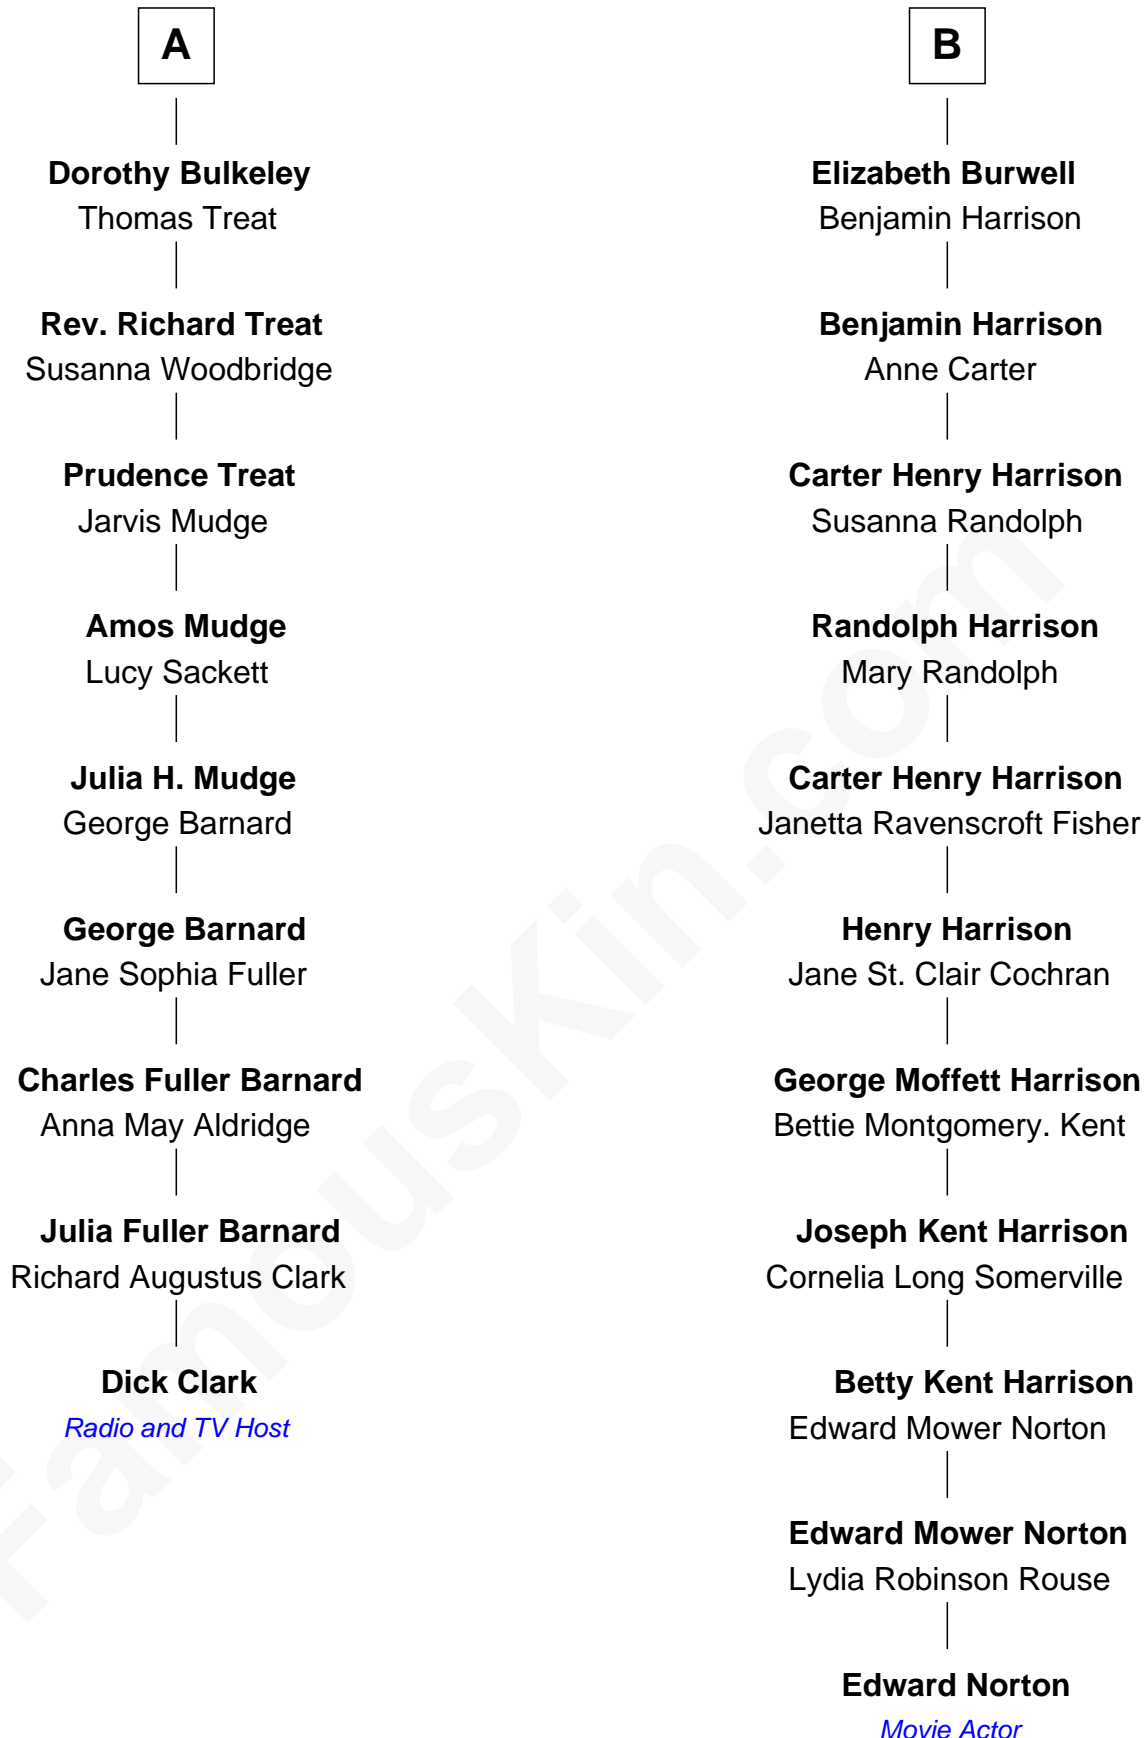 A
Dorothy Bulkeley
Thomas Treat
Rev. Richard Treat
Susanna Woodbridge
Prudence Treat
Jarvis Mudge
Amos Mudge
Lucy Sackett
Julia H. Mudge
George Barnard
George Barnard
Jane Sophia Fuller
Charles Fuller Barnard
Anna May Aldridge
Julia Fuller Barnard
Richard Augustus Clark
Dick Clark
Radio and TV Host
B
Elizabeth Burwell
Benjamin Harrison
Benjamin Harrison
Anne Carter
Carter Henry Harrison
Susanna Randolph
Randolph Harrison
Mary Randolph
Carter Henry Harrison
Janetta Ravenscroft Fisher
Henry Harrison
Jane St. Clair Cochran
George Moffett Harrison
Bettie Montgomery. Kent
Joseph Kent Harrison
Cornelia Long Somerville
Betty Kent Harrison
Edward Mower Norton
Edward Mower Norton
Lydia Robinson Rouse
Edward Norton
Movie Actor
FamousKin.com